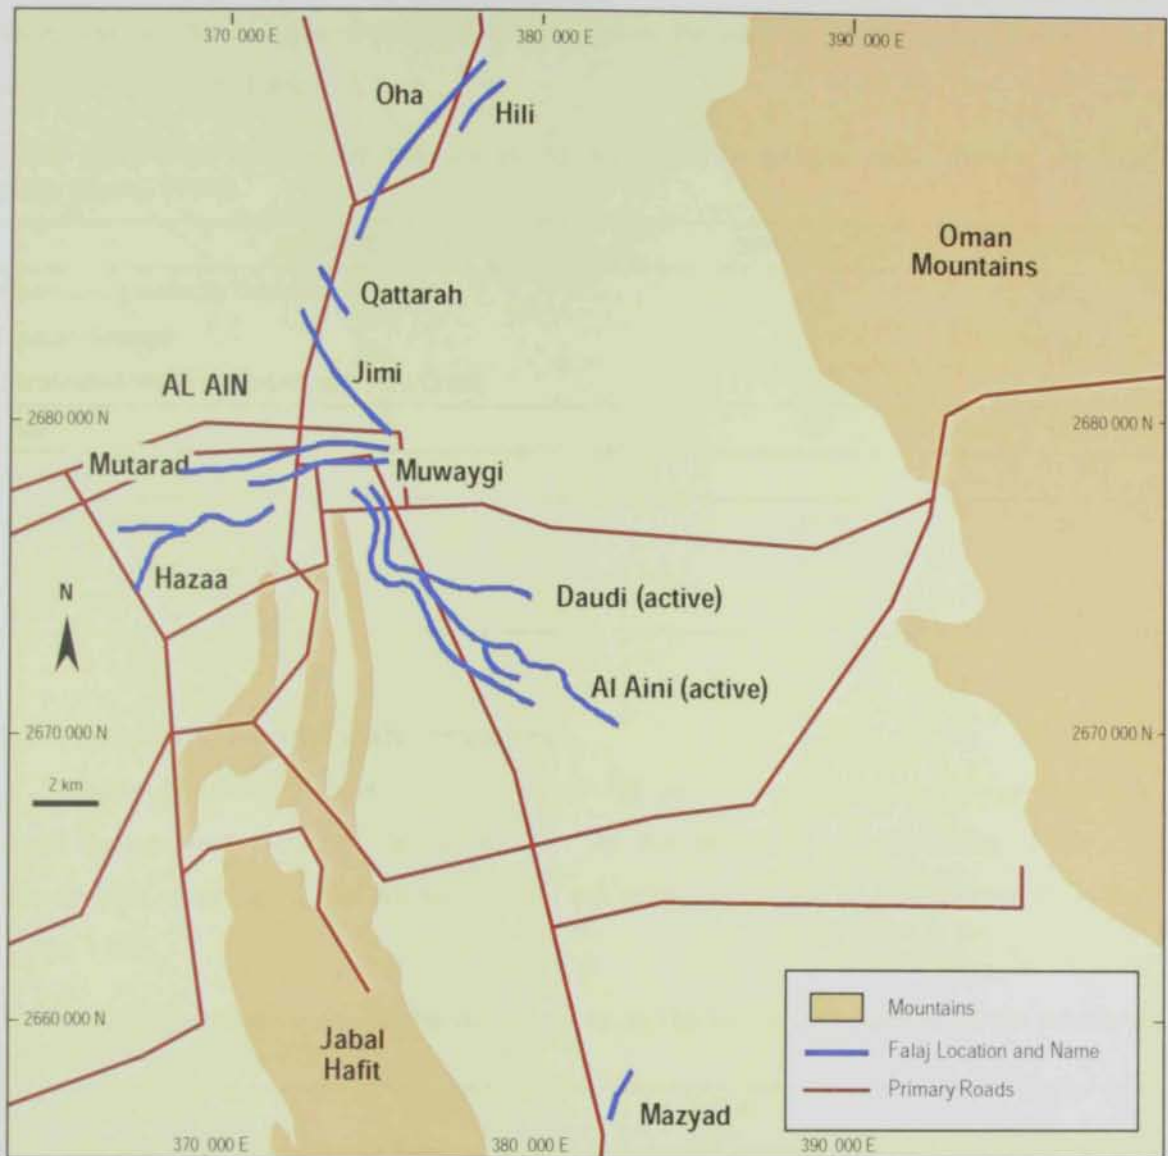 370 000 E
380 000 E
390 000 E
Oha
Hili
Oman
Mountains
Qattarah
Jimi
AL AIN
2680 000 N
2680 000 N
Mutarad
Muwaygi
Hazaa
N
Daudi (active)
Al Aini (active)
2670 000 N
2670 000 N
2 km
2660 000 N
Jabal
Hafit
Mazyad
Mountains
Falaj Location and Name
Primary Roads
370 000 E
380 000 E
390 000 E